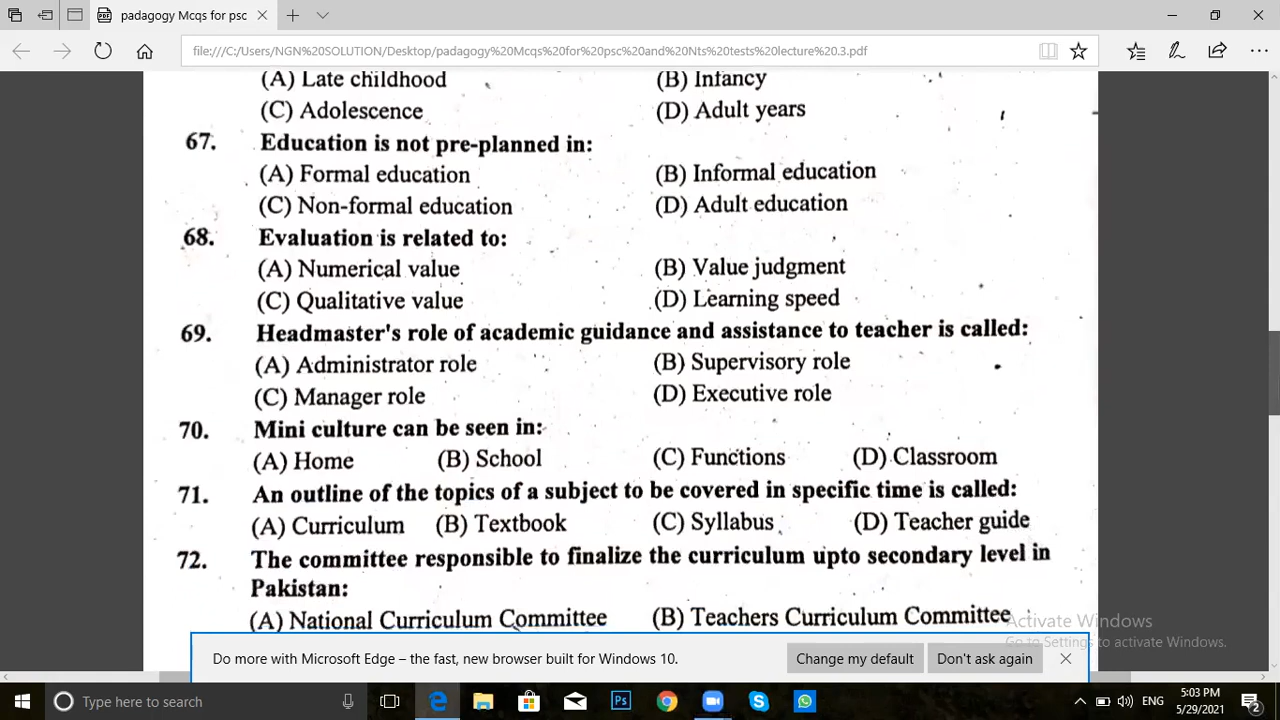 padagogy Mcqs for psc
file:///C:/Users/NGN%20SOLUTION/Desktop/padagogy%20Mcqs%20for%20psc%20and%20Nts%20tests%20lecture%20.3.pdf
(A) Late childhood (B) Infancy
(C) Adolescence (D) Adult years
67. Education is not pre-planned in:
(A) Formal education (B) Informal education
(C) Non-formal education (D) Adult education
68. Evaluation is related to:
(A) Numerical value (B) Value judgment
(C) Qualitative value (D) Learning speed
69. Headmaster's role of academic guidance and assistance to teacher is called:
(A) Administrator role (B) Supervisory role
(C) Manager role (D) Executive role
70. Mini culture can be seen in:
(A) Home (B) School (C) Functions (D) Classroom
71. An outline of the topics of a subject to be covered in specific time is called:
(A) Curriculum (B) Textbook (C) Syllabus (D) Teacher guide
72. The committee responsible to finalize the curriculum upto secondary level in
Pakistan:
(A) National Curriculum Committee (B) Teachers Curriculum Committee
Activate Windows
Go to Settings to activate Windows.
Do more with Microsoft Edge – the fast, new browser built for Windows 10. Change my default Don't ask again
Type here to search ENG 5:03 PM
5/29/2021 2